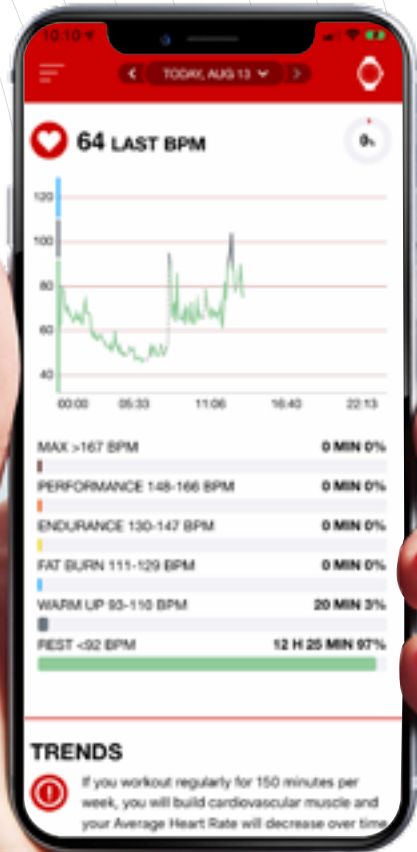 10:10
TODAY, AUG 13
64 LAST BPM
0%
120
100
80
60
40
00:00 05:33 11:06 16:40 22:13
MAX >167 BPM 0 MIN 0%
PERFORMANCE 148-166 BPM 0 MIN 0%
ENDURANCE 130-147 BPM 0 MIN 0%
FAT BURN 111-129 BPM 0 MIN 0%
WARM UP 93-110 BPM 20 MIN 3%
REST <92 BPM 12 H 25 MIN 97%
TRENDS
If you workout regularly for 150 minutes per
week, you will build cardiovascular muscle and
your Average Heart Rate will decrease over time